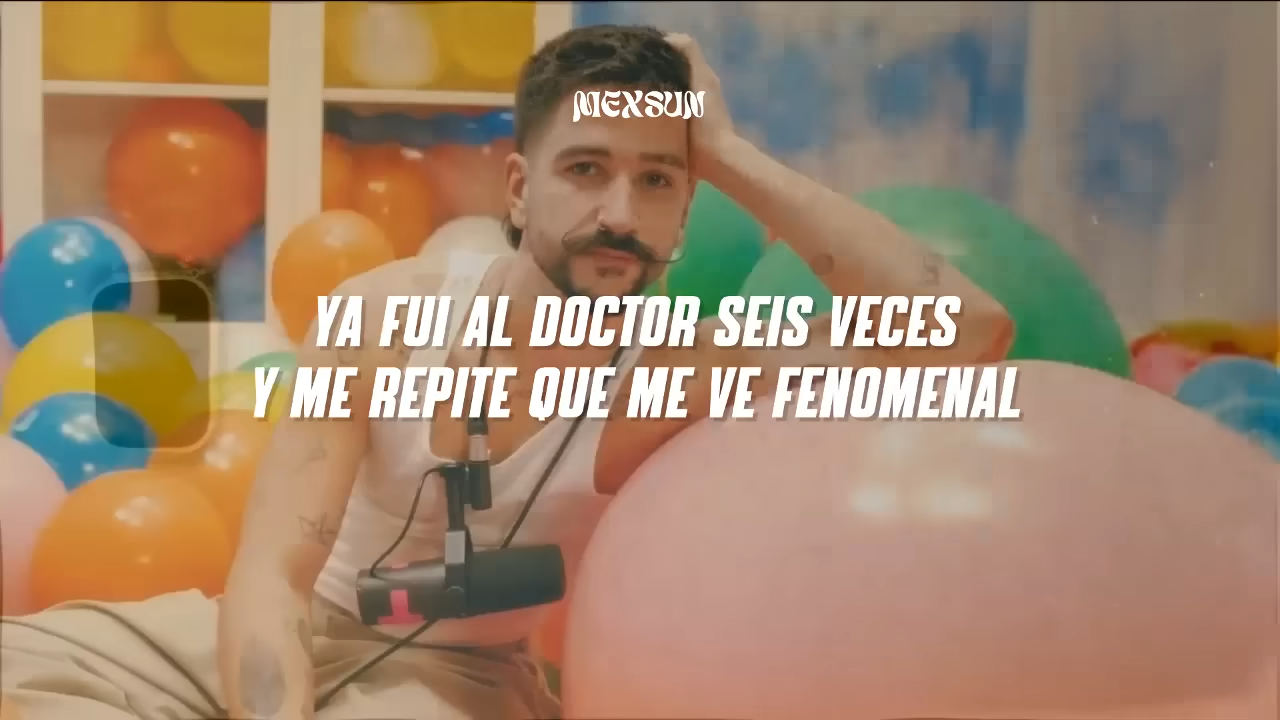 MEXSUN
YA FUI AL DOCTOR SEIS VECES
Y ME REPITE QUE ME VE FENOMENAL